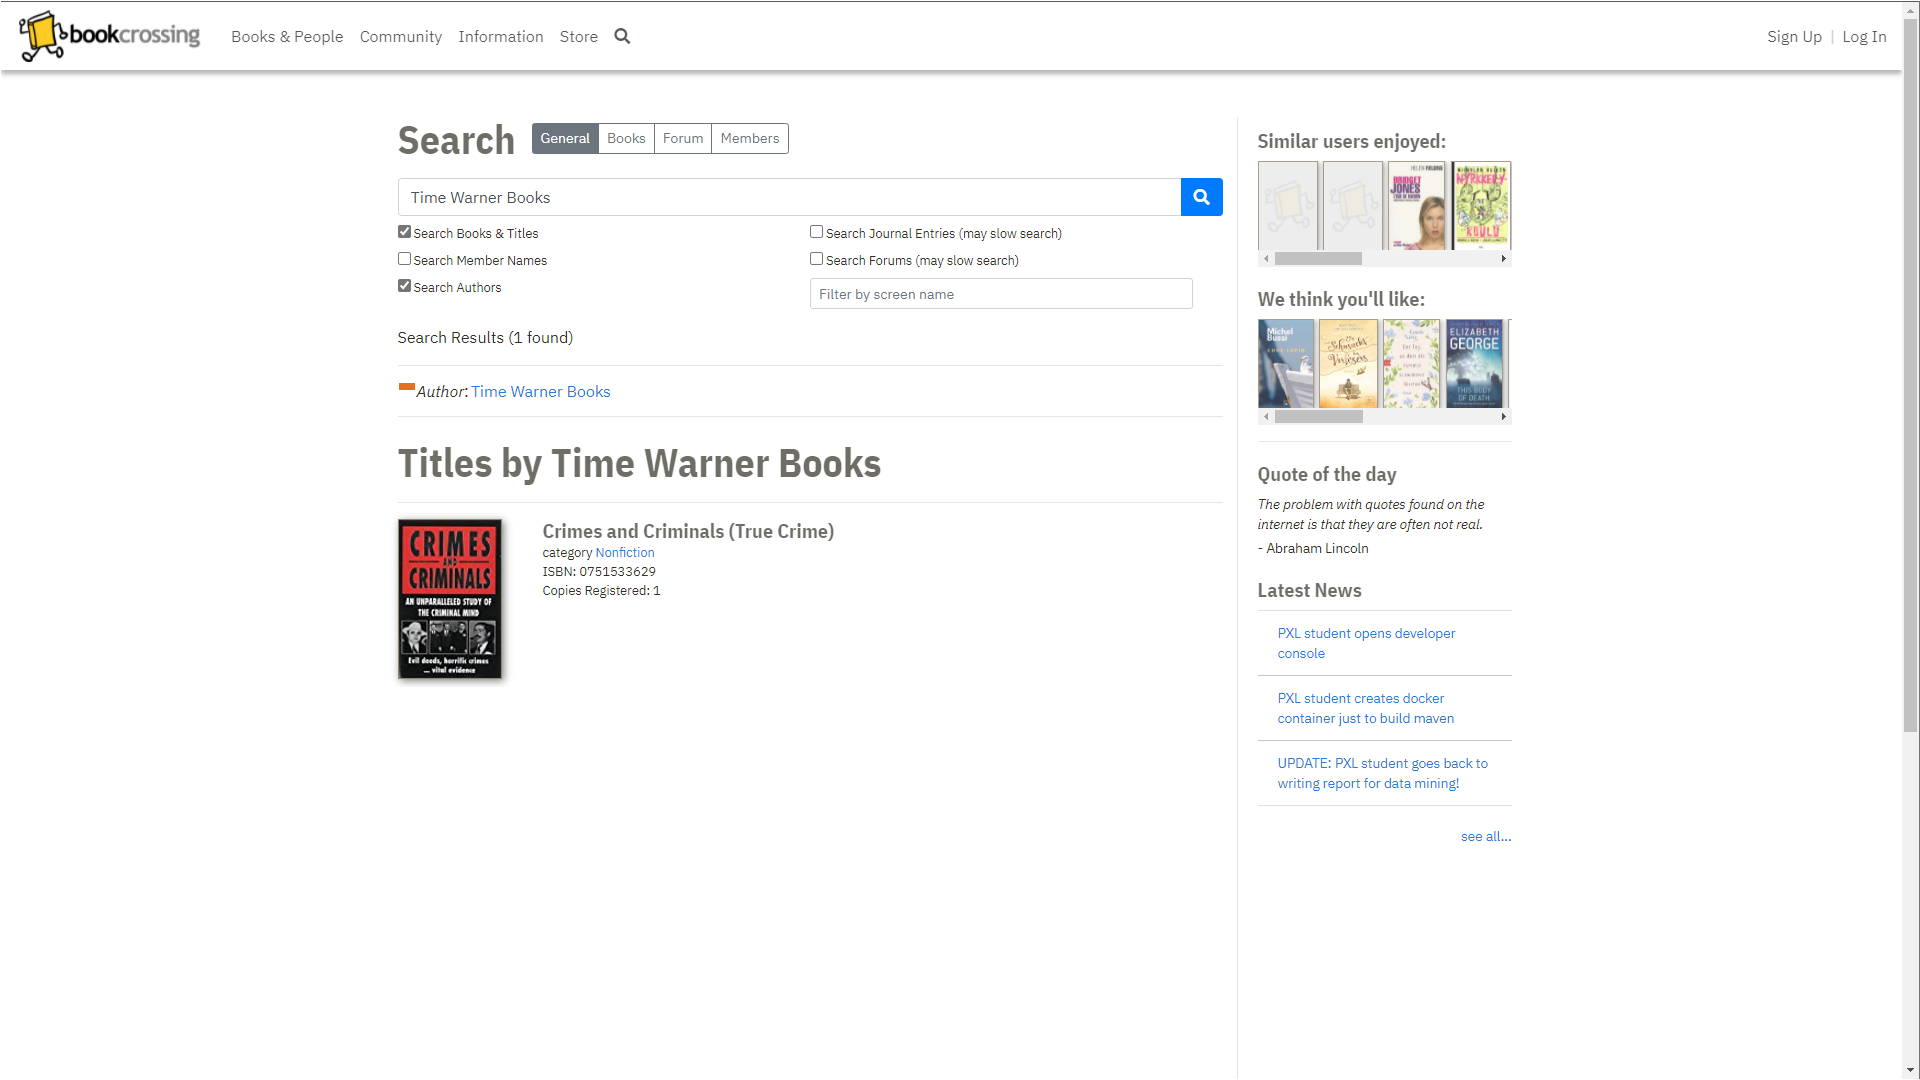 bookcrossing
Books & People Community Information Store
Sign Up | Log In
Search
General Books Forum Members
Time Warner Books
Search Books & Titles
Search Journal Entries (may slow search)
Search Member Names
Search Forums (may slow search)
Search Authors
Filter by screen name
Search Results (1 found)
Author: Time Warner Books
Titles by Time Warner Books
CRIMES
AND
CRIMINALS
AN UNPARALLELED STUDY OF
THE CRIMINAL MIND
Evil deeds, horrific crimes
... vital evidence
Crimes and Criminals (True Crime)
category Nonfiction
ISBN: 0751533629
Copies Registered: 1
Similar users enjoyed:
HELEN FIELDING
BRIDGET
JONES
We think you'll like:
Michel
Bussi
ELIZABETH
GEORGE
THIS BODY
OF DEATH
Quote of the day
The problem with quotes found on the
internet is that they are often not real.
- Abraham Lincoln
Latest News
PXL student opens developer
console
PXL student creates docker
container just to build maven
UPDATE: PXL student goes back to
writing report for data mining!
see all...